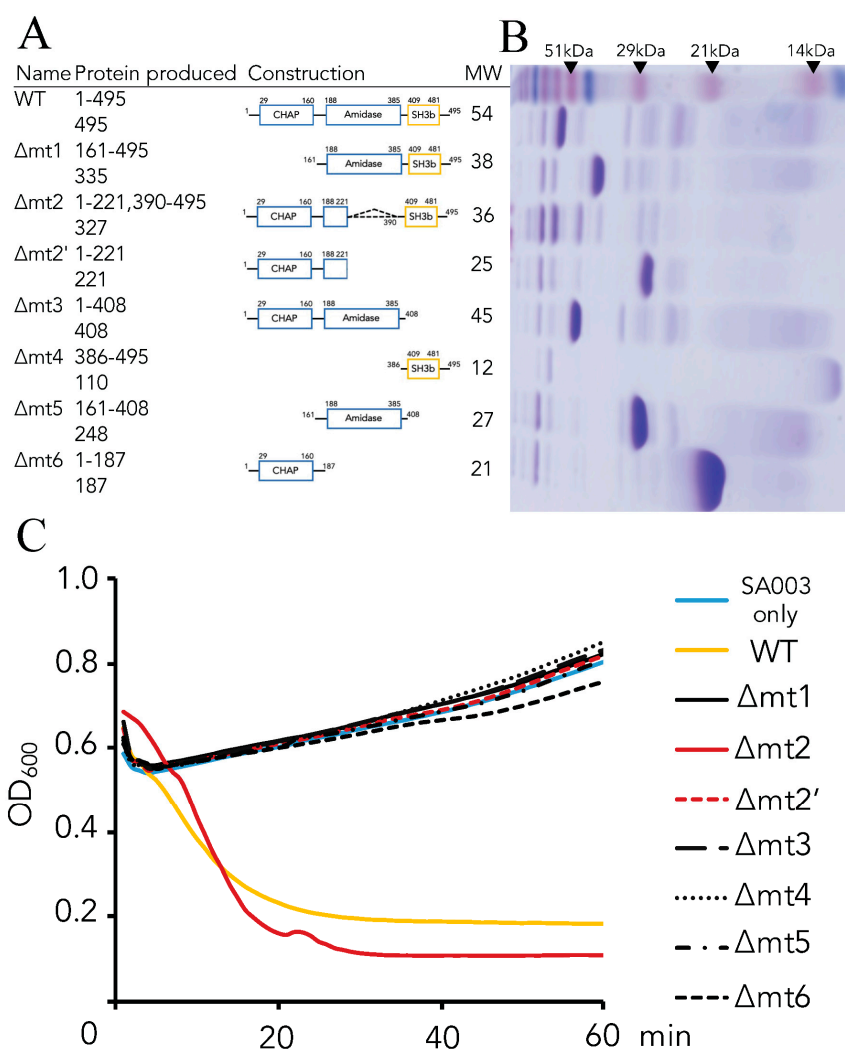 A
Name Protein produced Construction MW
WT 1-495 29 160 188 385 409 481 54
495 1 CHAP Amidase SH3b 495
Δmt1 161-495 188 385 409 481 38
335 161 Amidase SH3b 495
Δmt2 1-221,390-495 29 160 188 221 409 481 36
327 1 CHAP 390 SH3b 495
Δmt2' 1-221 29 160 188 221 25
221 1 CHAP
Δmt3 1-408 29 160 188 385 45
408 1 CHAP Amidase 408
Δmt4 386-495 409 481 12
110 386 SH3b 495
Δmt5 161-408 188 385 27
248 161 Amidase 408
Δmt6 1-187 29 160 21
187 1 CHAP 187
B
51kDa 29kDa 21kDa 14kDa
C
OD600
1.0
0.8
0.6
0.4
0.2
0 20 40 60 min
SA003
only
WT
Δmt1
Δmt2
Δmt2′
Δmt3
Δmt4
Δmt5
Δmt6